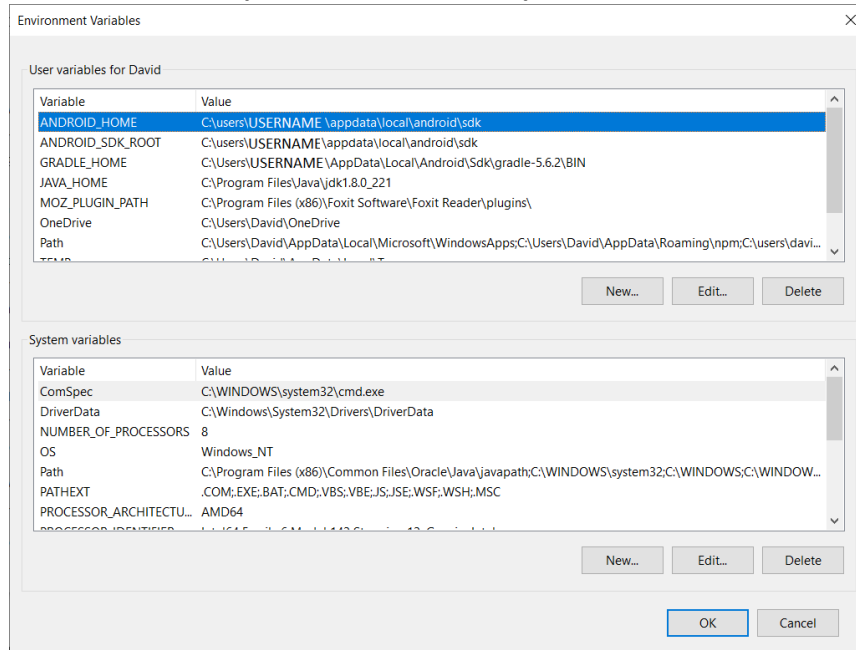 Environment Variables
User variables for David
Variable Value
ANDROID_HOME C:\users\USERNAME \appdata\local\android\sdk
ANDROID_SDK_ROOT C:\users\USERNAME\appdata\local\android\sdk
GRADLE_HOME C:\Users\USERNAME\AppData\Local\Android\Sdk\gradle-5.6.2\BIN
JAVA_HOME C:\Program Files\Java\jdk1.8.0_221
MOZ_PLUGIN_PATH C:\Program Files (x86)\Foxit Software\Foxit Reader\plugins\
OneDrive C:\Users\David\OneDrive
Path C:\Users\David\AppData\Local\Microsoft\WindowsApps;C:\Users\David\AppData\Roaming\npm;C:\users\davi...
New... Edit... Delete
System variables
Variable Value
ComSpec C:\WINDOWS\system32\cmd.exe
DriverData C:\Windows\System32\Drivers\DriverData
NUMBER_OF_PROCESSORS 8
OS Windows_NT
Path C:\Program Files (x86)\Common Files\Oracle\Java\javapath;C:\WINDOWS\system32;C:\WINDOWS;C:\WINDOW...
PATHEXT .COM;.EXE;.BAT;.CMD;.VBS;.VBE;.JS;.JSE;.WSF;.WSH;.MSC
PROCESSOR_ARCHITECTU... AMD64
New... Edit... Delete
OK Cancel